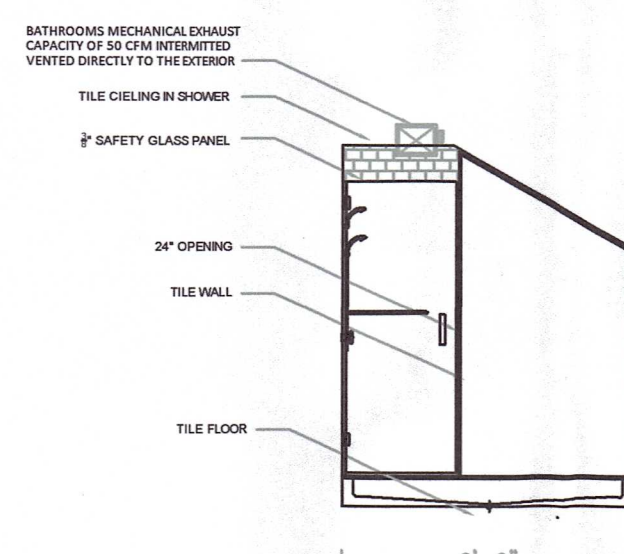 BATHROOMS MECHANICAL EXHAUST
CAPACITY OF 50 CFM INTERMITTED
VENTED DIRECTLY TO THE EXTERIOR
TILE CIELING IN SHOWER
3/8" SAFETY GLASS PANEL
24" OPENING
TILE WALL
TILE FLOOR